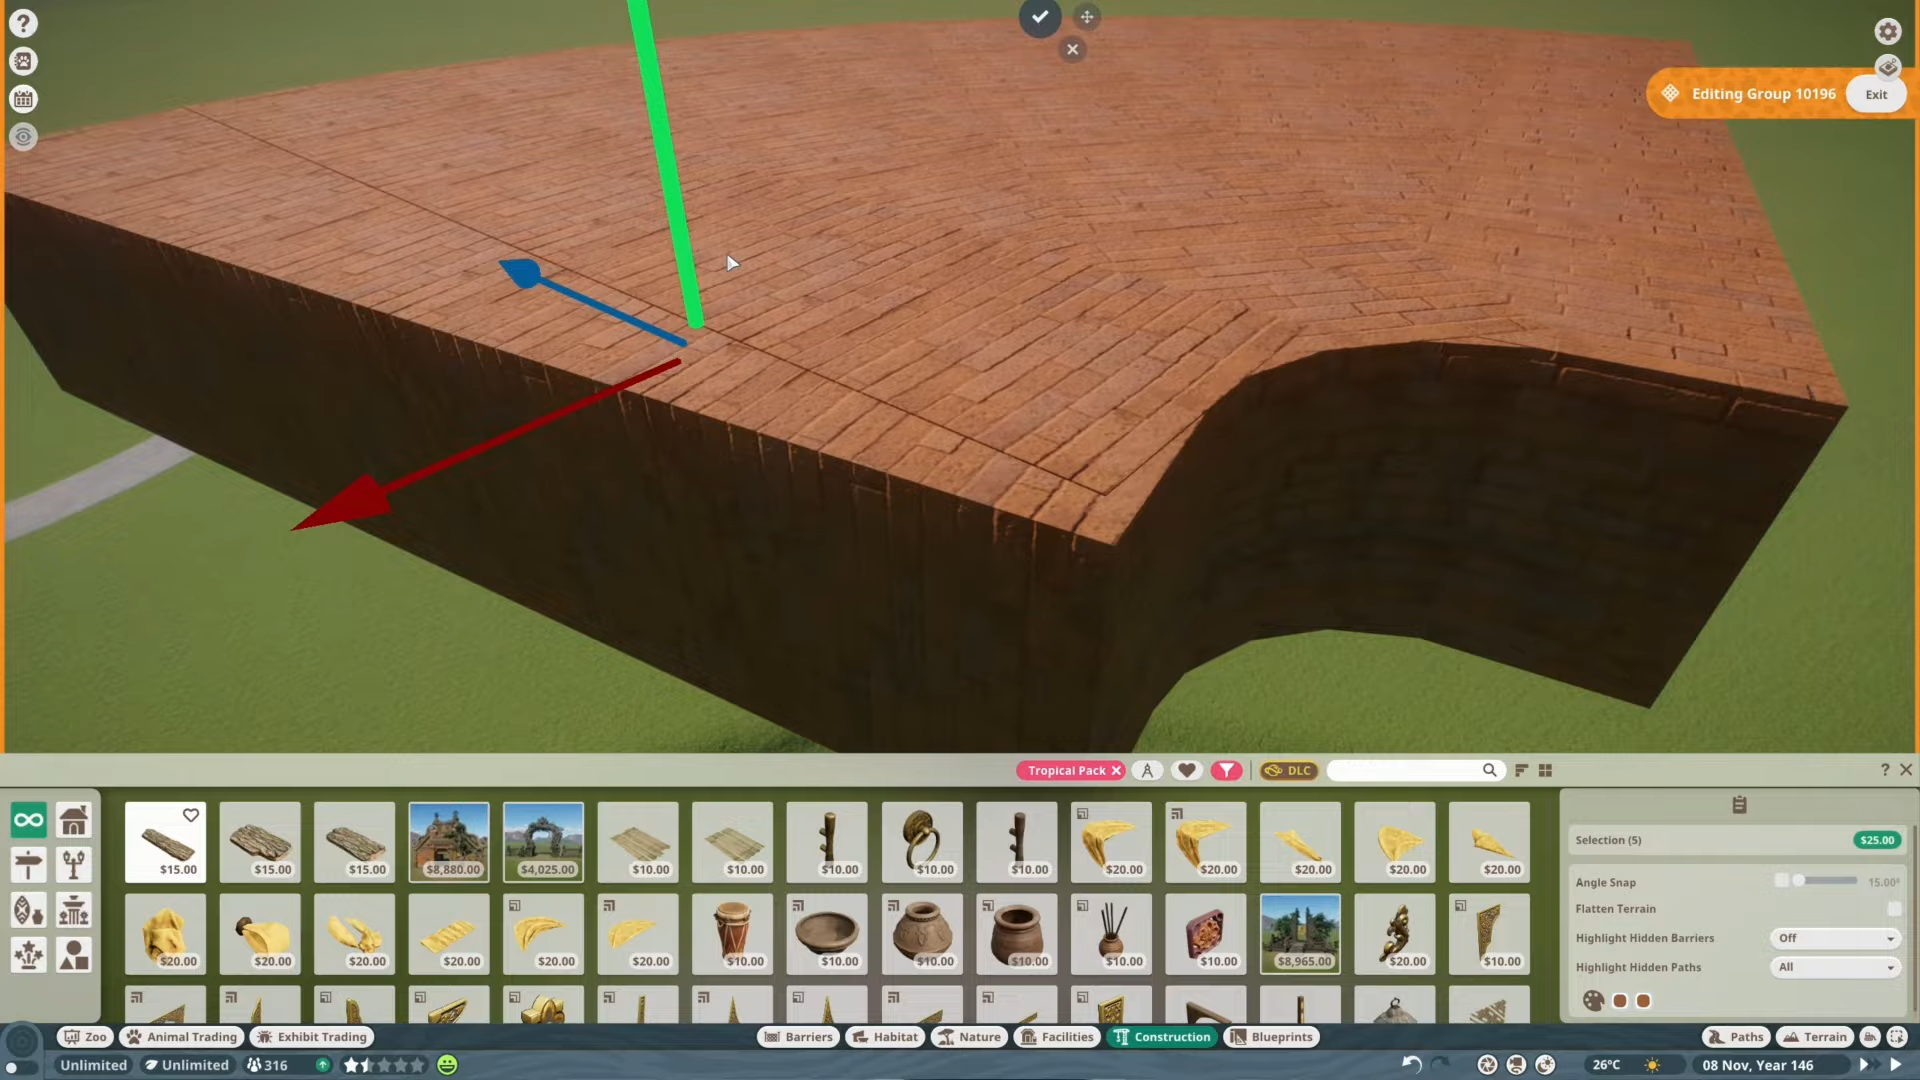 Editing Group 10196
Exit
Tropical Pack
DLC
$15.00
$15.00
$15.00
$8,880.00
$4,025.00
$10.00
$10.00
$10.00
$10.00
$10.00
$20.00
$20.00
$20.00
$20.00
$20.00
$20.00
$20.00
$20.00
$20.00
$20.00
$20.00
$10.00
$10.00
$10.00
$10.00
$10.00
$10.00
$8,965.00
$20.00
$10.00
Selection (5)
$25.00
Angle Snap
15.00°
Flatten Terrain
Highlight Hidden Barriers
Off
Highlight Hidden Paths
All
Zoo
Animal Trading
Exhibit Trading
Barriers
Habitat
Nature
Facilities
Construction
Blueprints
Paths
Terrain
Unlimited
Unlimited
316
26°C
08 Nov, Year 146